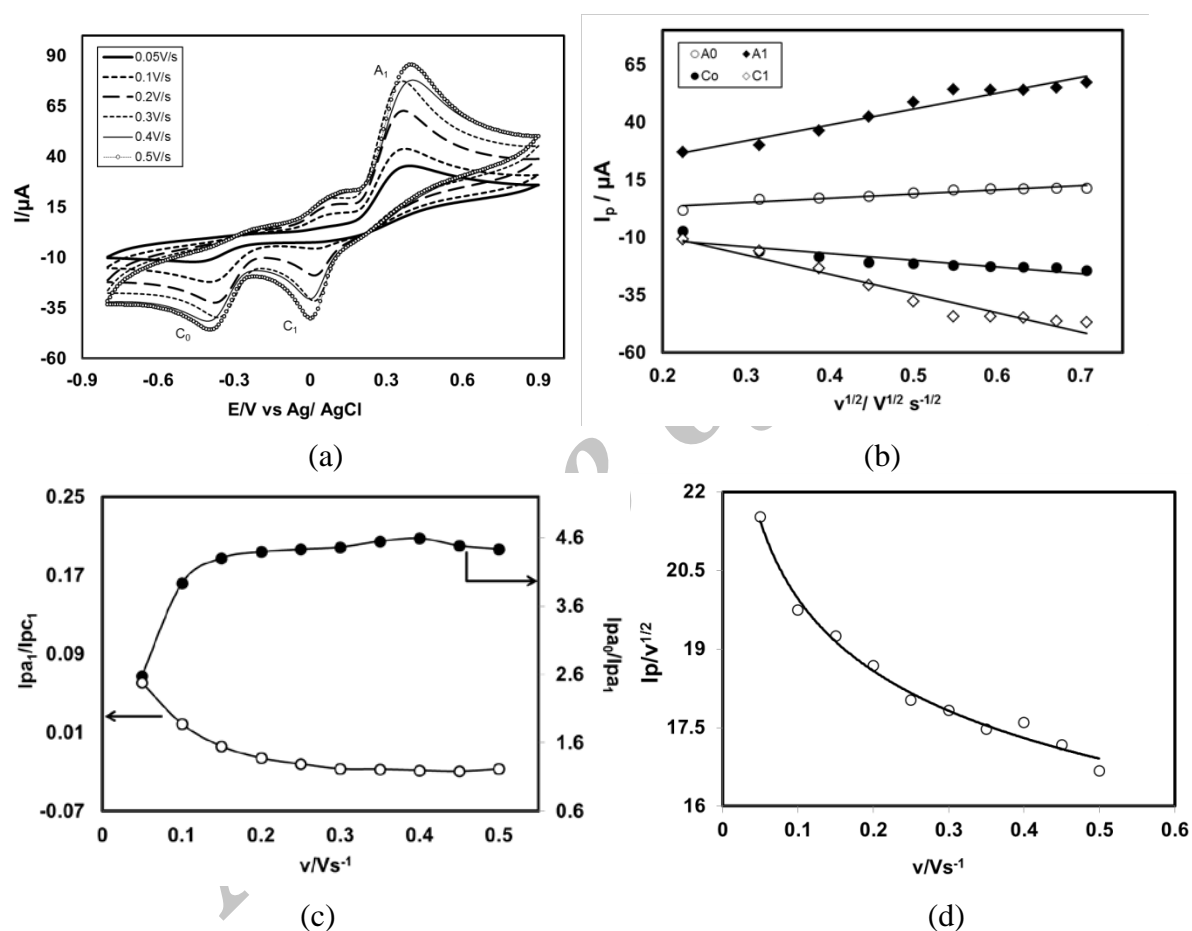 90
65
40
15
-10
-35
-60
I/µA
0.05V/s
0.1V/s
0.2V/s
0.3V/s
0.4V/s
0.5V/s
A1
C0
C1
-0.9 -0.6 -0.3 0 0.3 0.6 0.9
E/V vs Ag/ AgCl
(a)
65
40
15
-10
-35
-60
Ip / µA
A0 A1
Co C1
0.2 0.3 0.4 0.5 0.6 0.7
v1/2/ V1/2 s-1/2
(b)
0.25
0.17
0.09
0.01
-0.07
Ipa1/Ipc1
4.6
3.6
2.6
1.6
0.6
Ipa0/Ipa1
0 0.1 0.2 0.3 0.4 0.5
v/Vs-1
(c)
22
20.5
19
17.5
16
Ip/v1/2
0 0.1 0.2 0.3 0.4 0.5 0.6
v/Vs-1
(d)